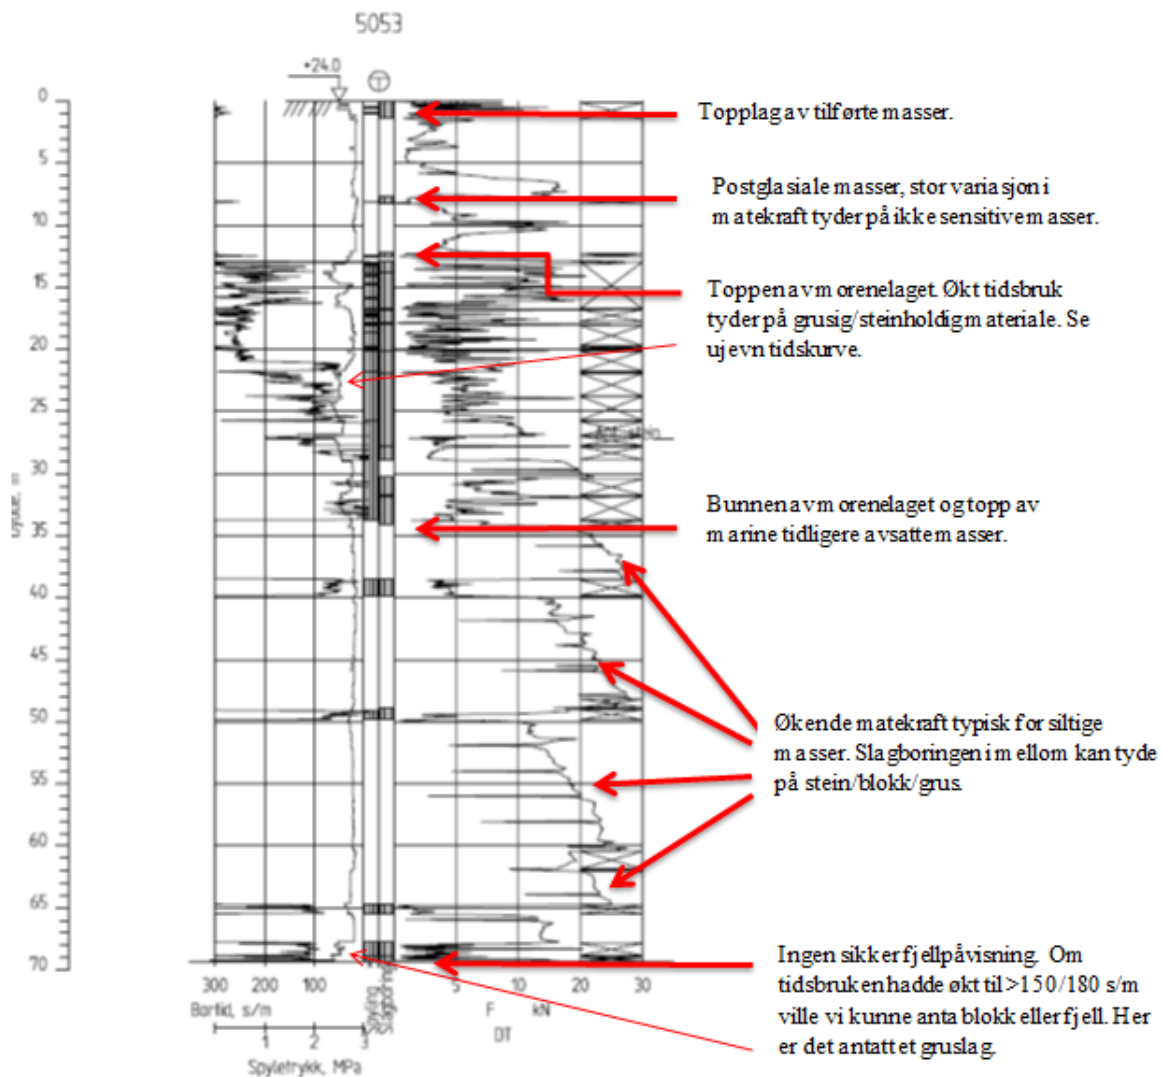 5053
+24.0
T
0
5
10
15
20
25
30
35
40
45
50
55
60
65
70
Topplag av tilførte masser.
Postglasiale masser, stor variasjon i
matekraft tyder på ikke sensitive masser.
Toppen av morenelaget. Økt tidsbruk
tyder på grusig/steinholdig materiale. Se
ujevn tidskurve.
Ant. stein
Bunnen av morenelaget og topp av
marine tidligere avsatte masser.
Økende matekraft typisk for siltige
masser. Slagboringen imellom kan tyde
på stein/blokk/grus.
Ingen sikker fjellpåvisning. Om
tidsbruken hadde økt til >150/180 s/m
ville vi kunne anta blokk eller fjell. Her
er det antatt et gruslag.
300 200 100
Bortid, s/m
Spyling
Slagboring
5 10 20 30
F kN
DT
1 2 3
Spyletrykk, MPa